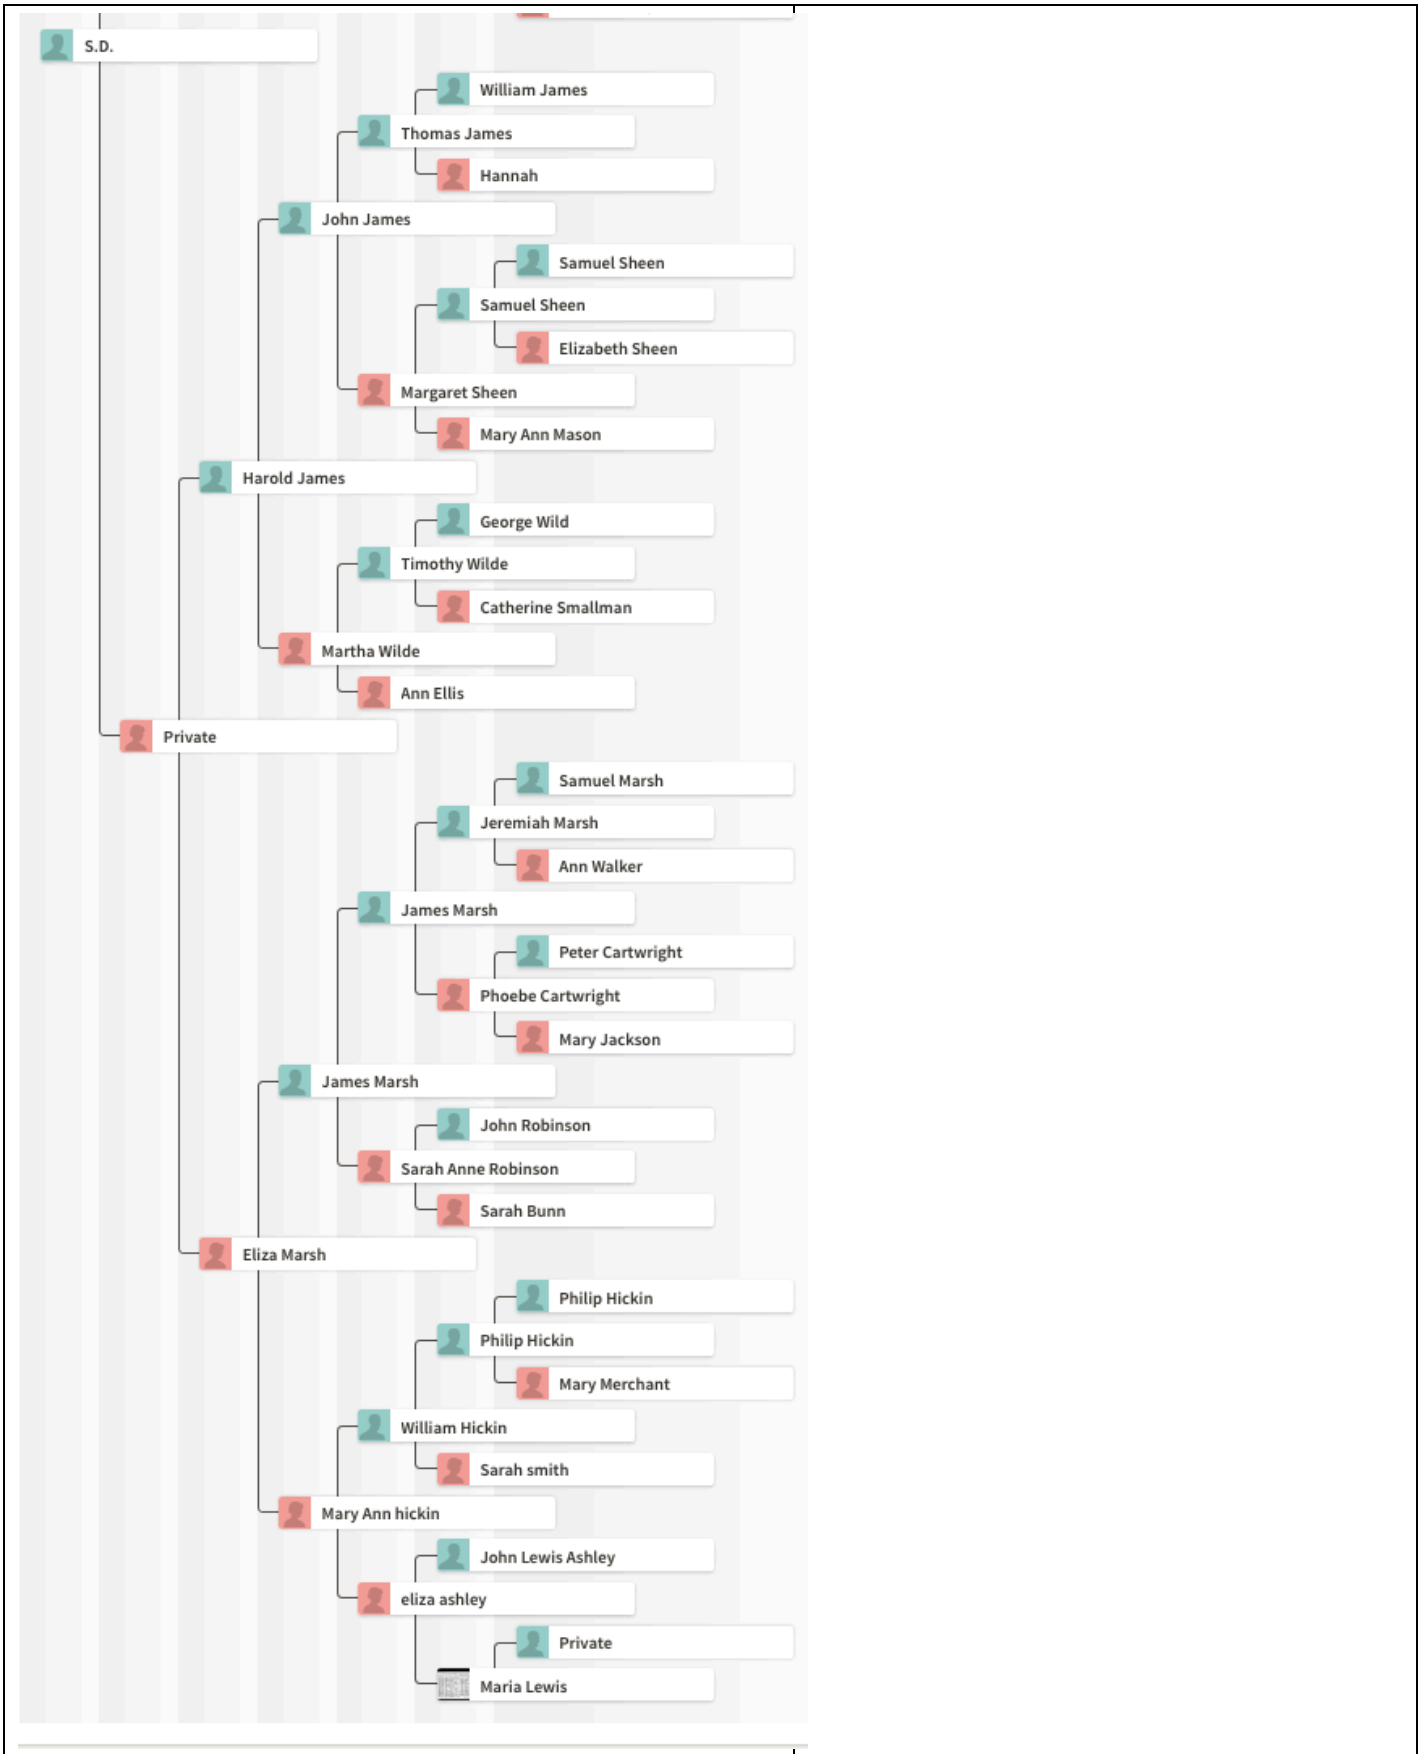 S.D.
William James
Thomas James
Hannah
John James
Samuel Sheen
Samuel Sheen
Elizabeth Sheen
Margaret Sheen
Mary Ann Mason
Harold James
George Wild
Timothy Wilde
Catherine Smallman
Martha Wilde
Ann Ellis
Private
Samuel Marsh
Jeremiah Marsh
Ann Walker
James Marsh
Peter Cartwright
Phoebe Cartwright
Mary Jackson
James Marsh
John Robinson
Sarah Anne Robinson
Sarah Bunn
Eliza Marsh
Philip Hickin
Philip Hickin
Mary Merchant
William Hickin
Sarah smith
Mary Ann hickin
John Lewis Ashley
eliza ashley
Private
Maria Lewis